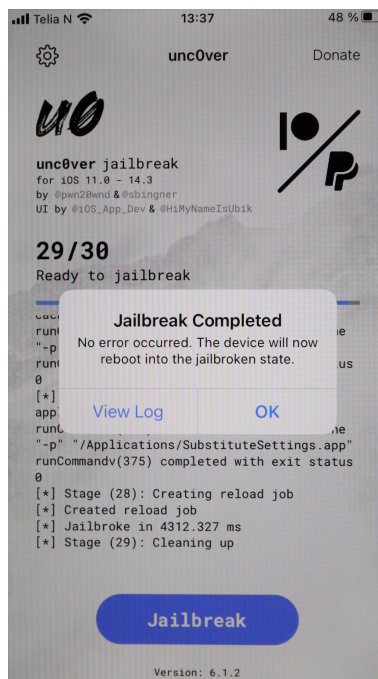 Telia N 13:37 48 %
unc0ver Donate
u0
unc0ver jailbreak
for iOS 11.0 - 14.3
by @pwn20wnd & @sbingner
UI by @iOS_App_Dev & @HiMyNameIsUbik
29/30
Ready to jailbreak
Jailbreak Completed
No error occurred. The device will now
reboot into the jailbroken state.
View Log OK
"-p
0
[*]
"-p" "/Applications/SubstituteSettings.app"
runCommandv(375) completed with exit status
0
[*] Stage (28): Creating reload job
[*] Created reload job
[*] Jailbroke in 4312.327 ms
[*] Stage (29): Cleaning up
Jailbreak
Version: 6.1.2